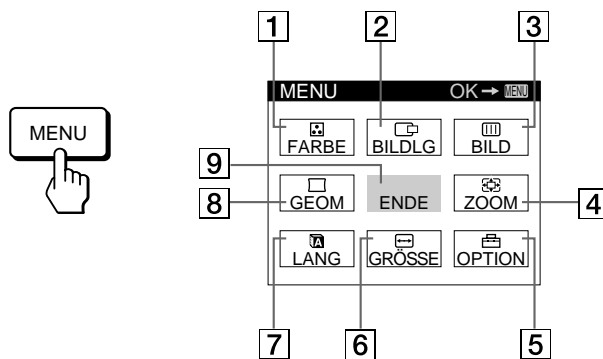 1 2 3
MENU OK → MENU
MENU
FARBE BILDLG BILD
9
8 GEOM ENDE ZOOM 4
LANG GRÖSSE OPTION
7 6 5